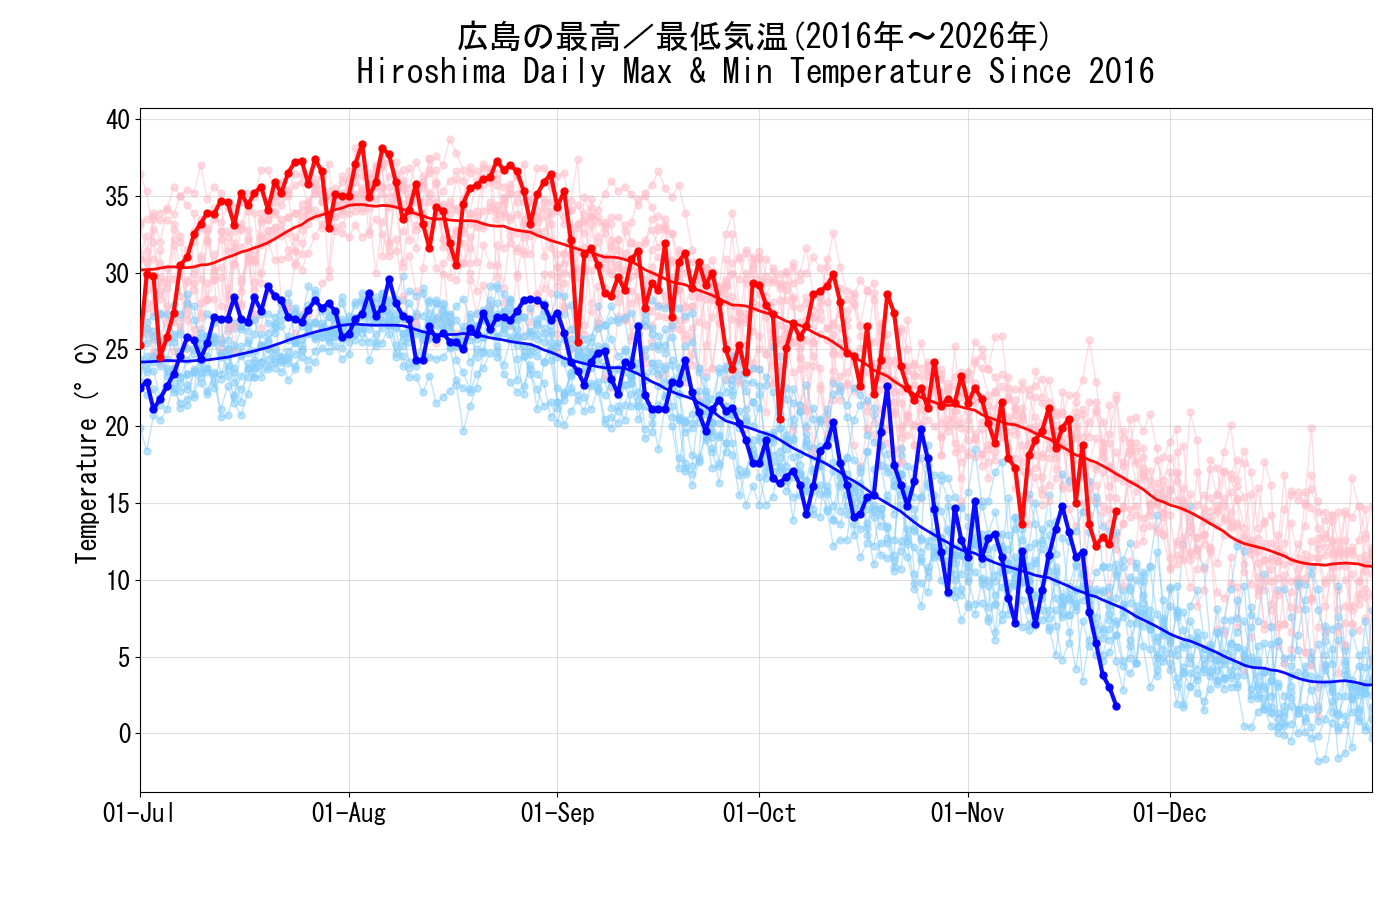 広島の最高／最低気温(2016年～2026年)
Hiroshima Daily Max & Min Temperature Since 2016
Temperature (° C)
40
35
30
25
20
15
10
5
0
01-Jul 01-Aug 01-Sep 01-Oct 01-Nov 01-Dec